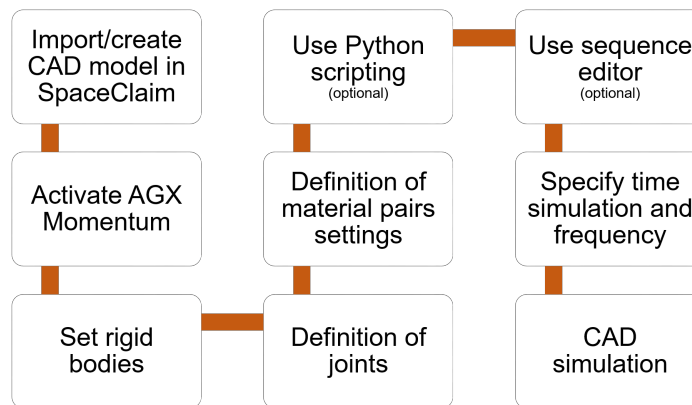 Import/create
CAD model in
SpaceClaim
Activate AGX
Momentum
Set rigid
bodies
Definition of
joints
Definition of
material pairs
settings
Use Python
scripting
(optional)
Use sequence
editor
(optional)
Specify time
simulation and
frequency
CAD
simulation